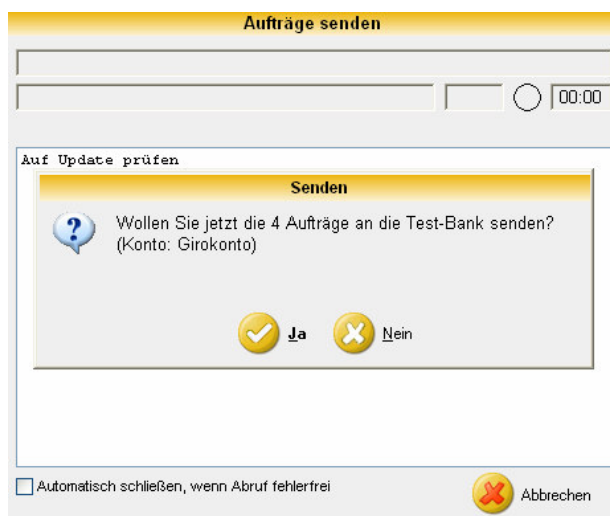 Aufträge senden
00:00
Auf Update prüfen
Senden
Wollen Sie jetzt die 4 Aufträge an die Test-Bank senden?
(Konto: Girokonto)
Ja
Nein
Automatisch schließen, wenn Abruf fehlerfrei
Abbrechen